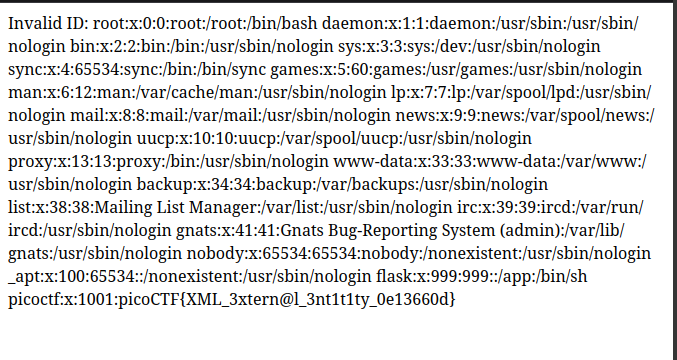 Invalid ID: root:x:0:0:root:/root:/bin/bash daemon:x:1:1:daemon:/usr/sbin:/usr/sbin/
nologin bin:x:2:2:bin:/bin:/usr/sbin/nologin sys:x:3:3:sys:/dev:/usr/sbin/nologin
sync:x:4:65534:sync:/bin:/bin/sync games:x:5:60:games:/usr/games:/usr/sbin/nologin
man:x:6:12:man:/var/cache/man:/usr/sbin/nologin lp:x:7:7:lp:/var/spool/lpd:/usr/sbin/
nologin mail:x:8:8:mail:/var/mail:/usr/sbin/nologin news:x:9:9:news:/var/spool/news:/
usr/sbin/nologin uucp:x:10:10:uucp:/var/spool/uucp:/usr/sbin/nologin
proxy:x:13:13:proxy:/bin:/usr/sbin/nologin www-data:x:33:33:www-data:/var/www:/
usr/sbin/nologin backup:x:34:34:backup:/var/backups:/usr/sbin/nologin
list:x:38:38:Mailing List Manager:/var/list:/usr/sbin/nologin irc:x:39:39:ircd:/var/run/
ircd:/usr/sbin/nologin gnats:x:41:41:Gnats Bug-Reporting System (admin):/var/lib/
gnats:/usr/sbin/nologin nobody:x:65534:65534:nobody:/nonexistent:/usr/sbin/nologin
_apt:x:100:65534::/nonexistent:/usr/sbin/nologin flask:x:999:999::/app:/bin/sh
picoctf:x:1001:picoCTF{XML_3xtern@l_3nt1t1ty_0e13660d}